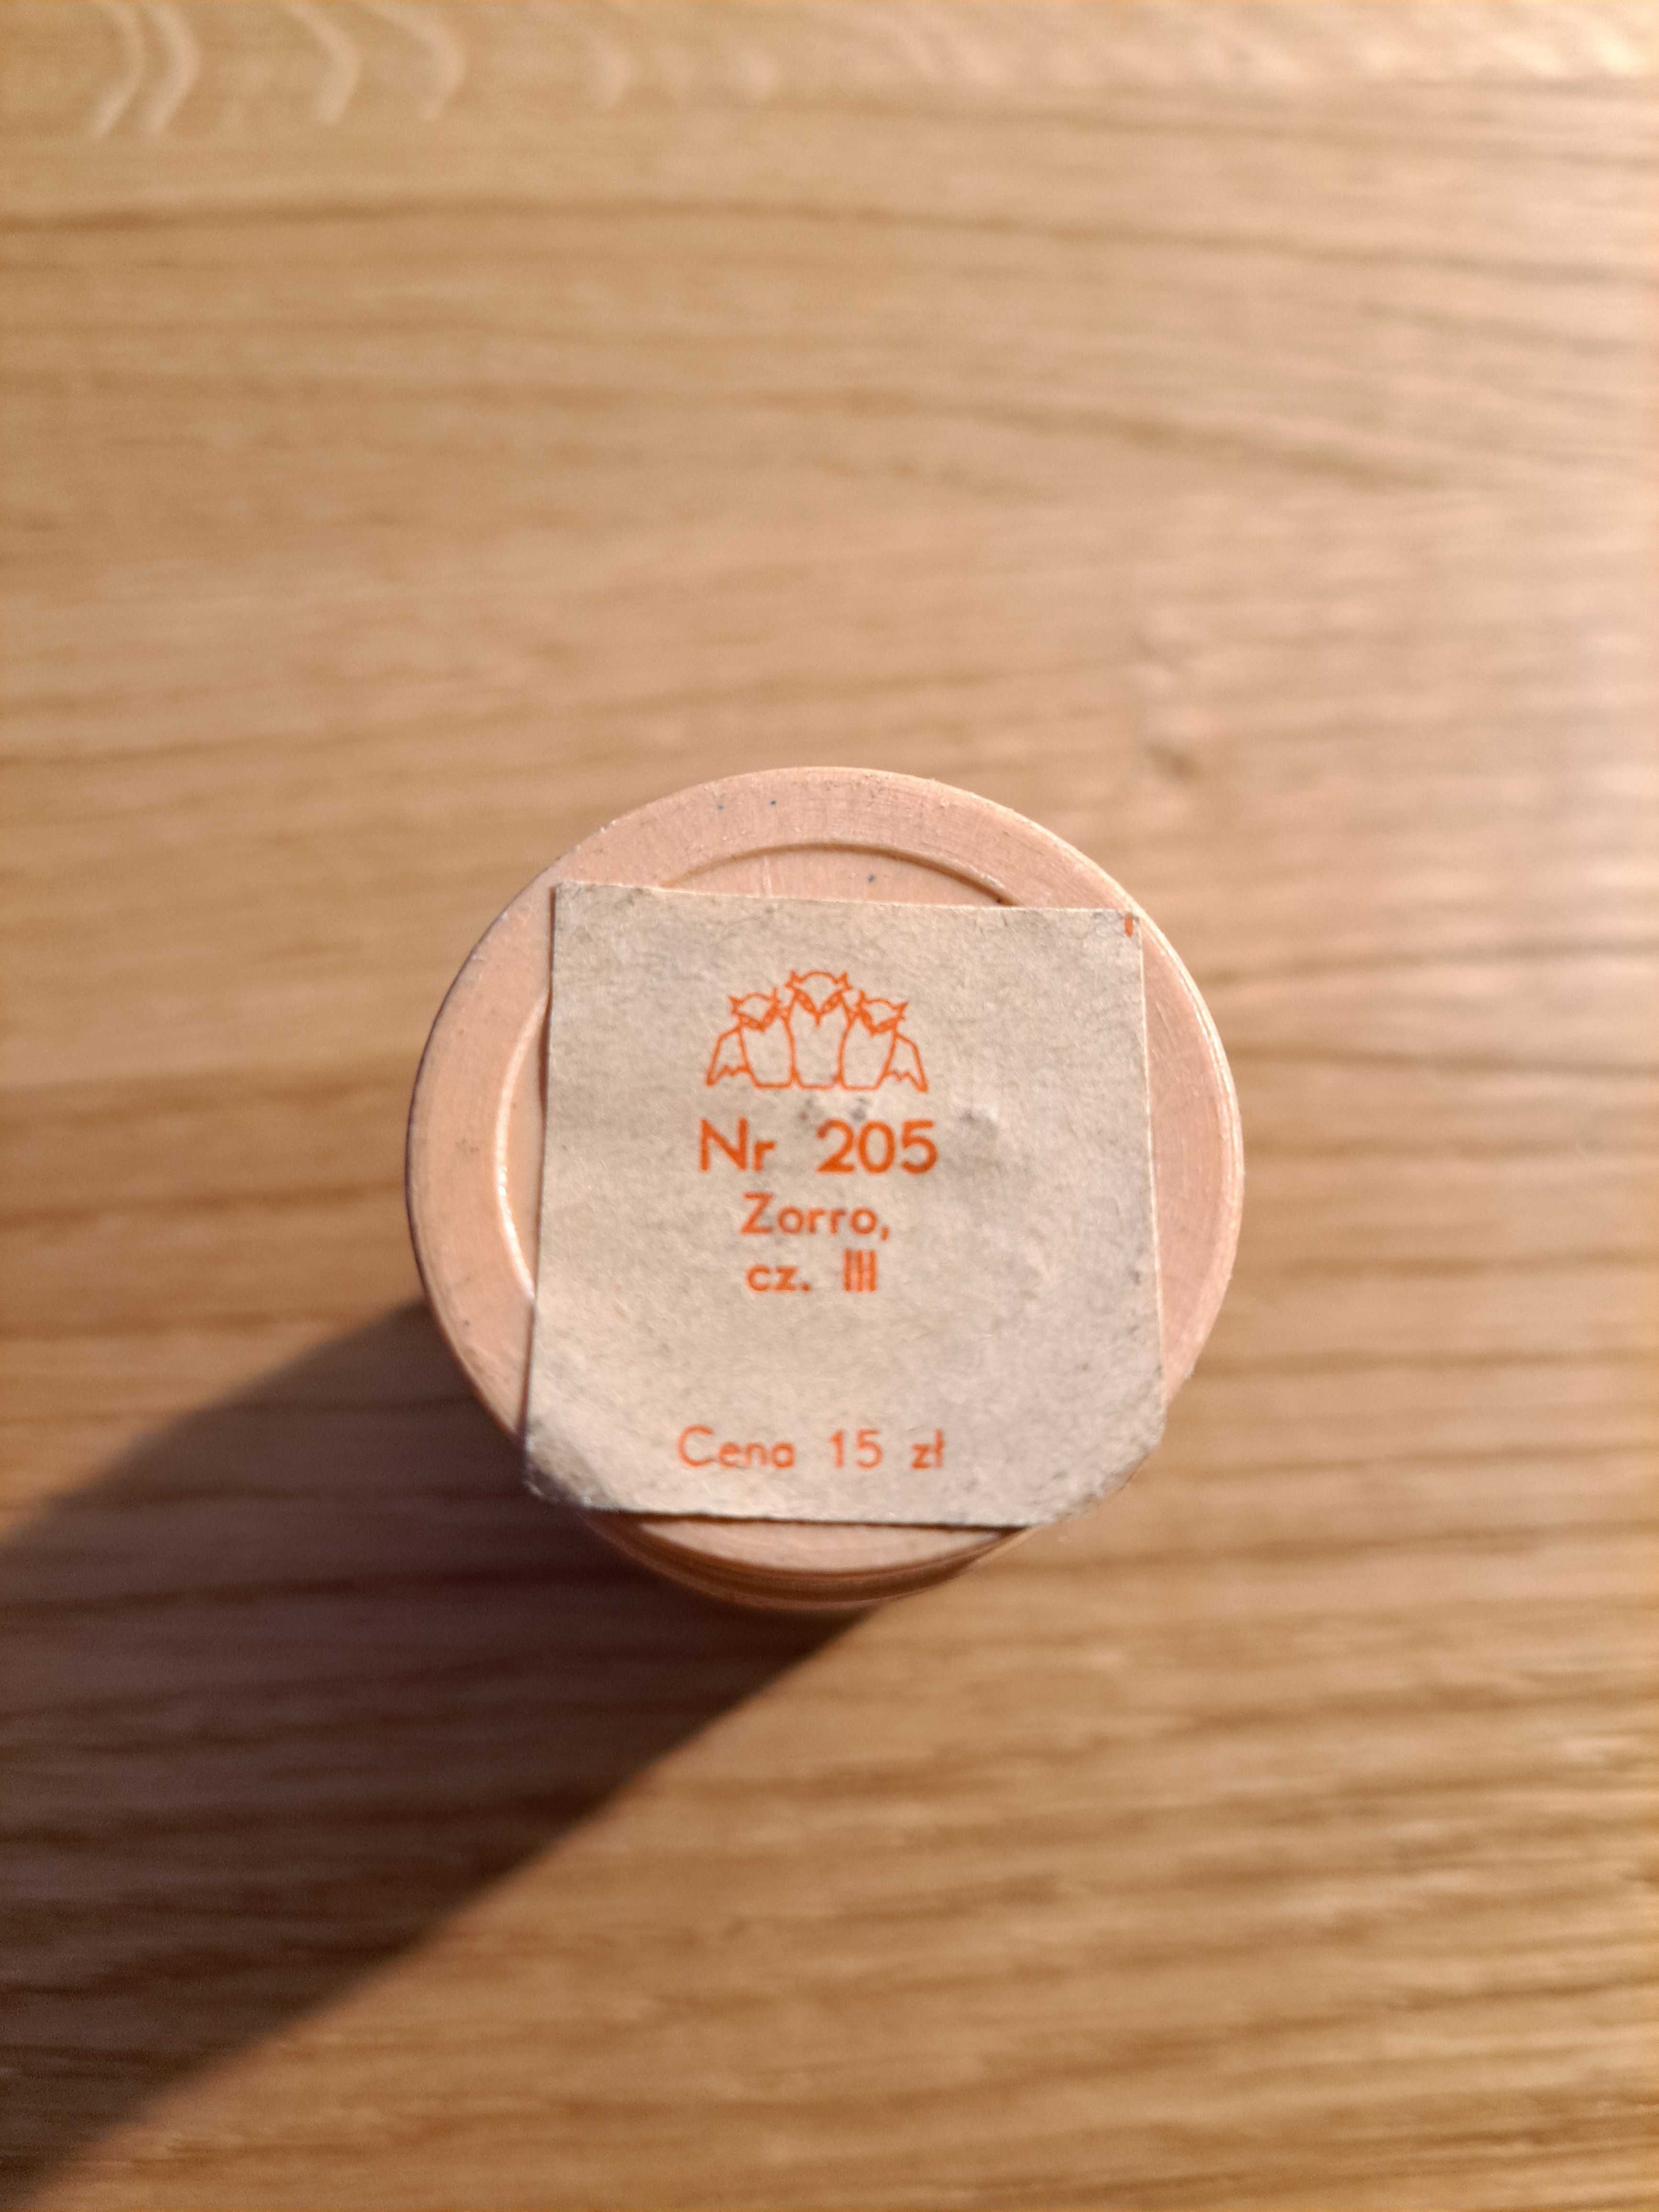 Nr 205
Zorro,
cz. III
Cena 15 zł